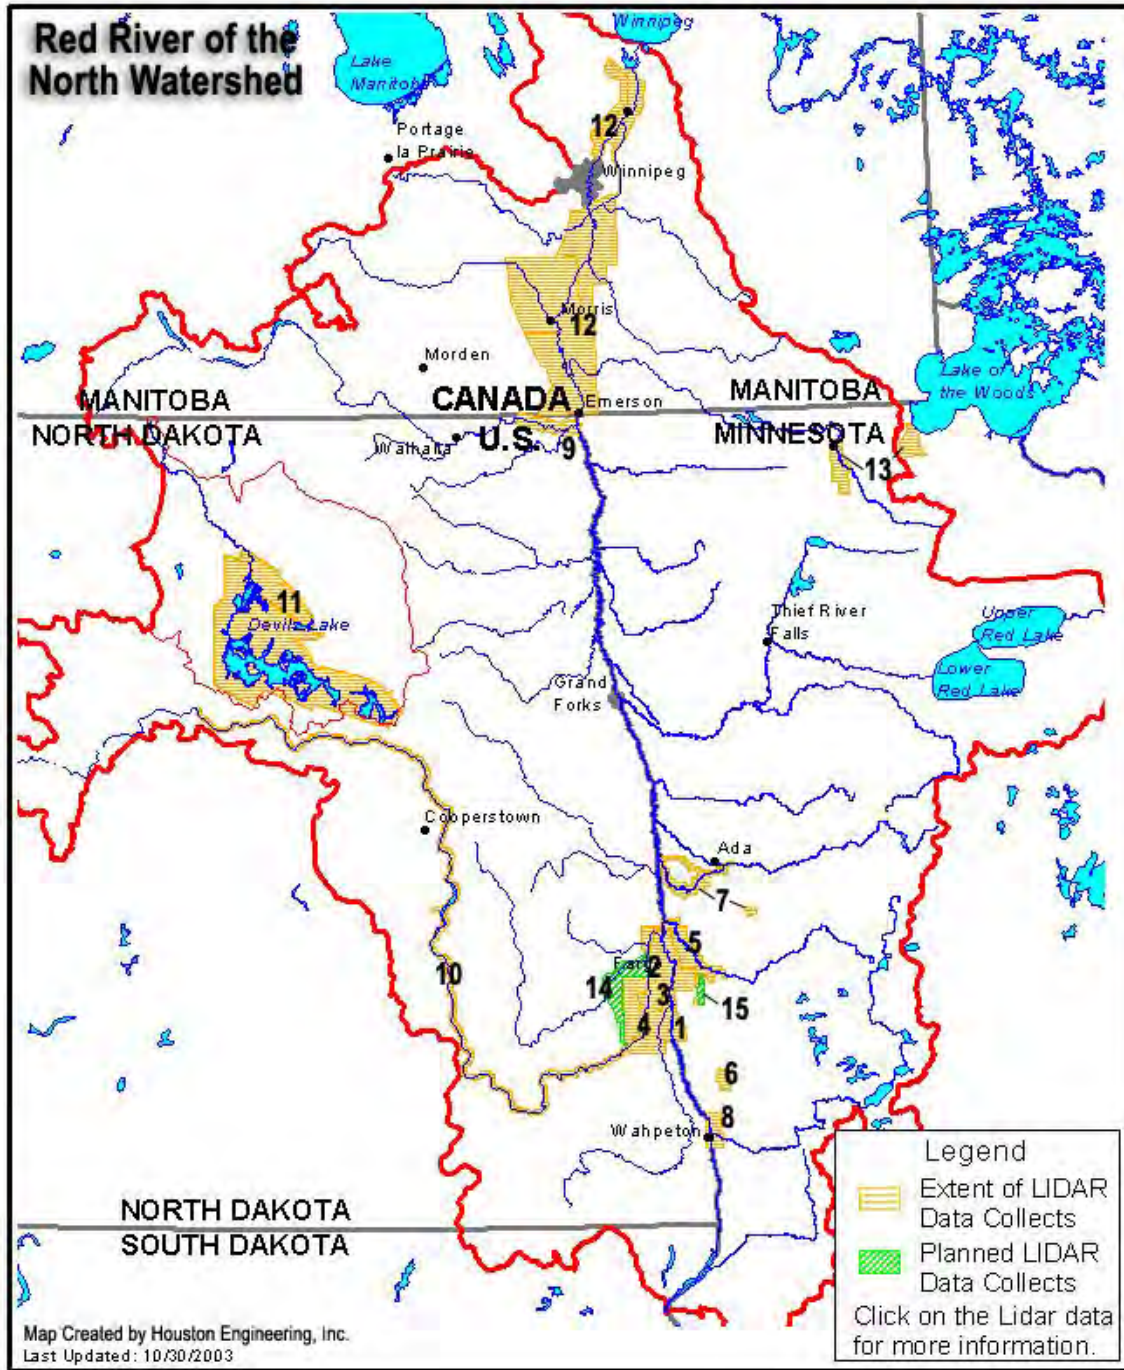 Red River of the
North Watershed
Winnipeg
Lake
Manitoba
Portage
la Prairie
12
Winnipeg
Morris
12
Morden
CANADA
MANITOBA
Lake of
the Woods
MANITOBA
Emerson
NORTH DAKOTA
U.S.
MINNESOTA
Walhalla
9
13
11
Devils Lake
Thief River
Falls
Upper
Red Lake
Lower
Red Lake
Grand
Forks
Cooperstown
Ada
7
5
2
10
14
3
15
4
1
6
8
Wahpeton
NORTH DAKOTA
SOUTH DAKOTA
Legend
Extent of LIDAR
Data Collects
Planned LIDAR
Data Collects
Click on the Lidar data
for more information.
Map Created by Houston Engineering, Inc.
Last Updated: 10/30/2003